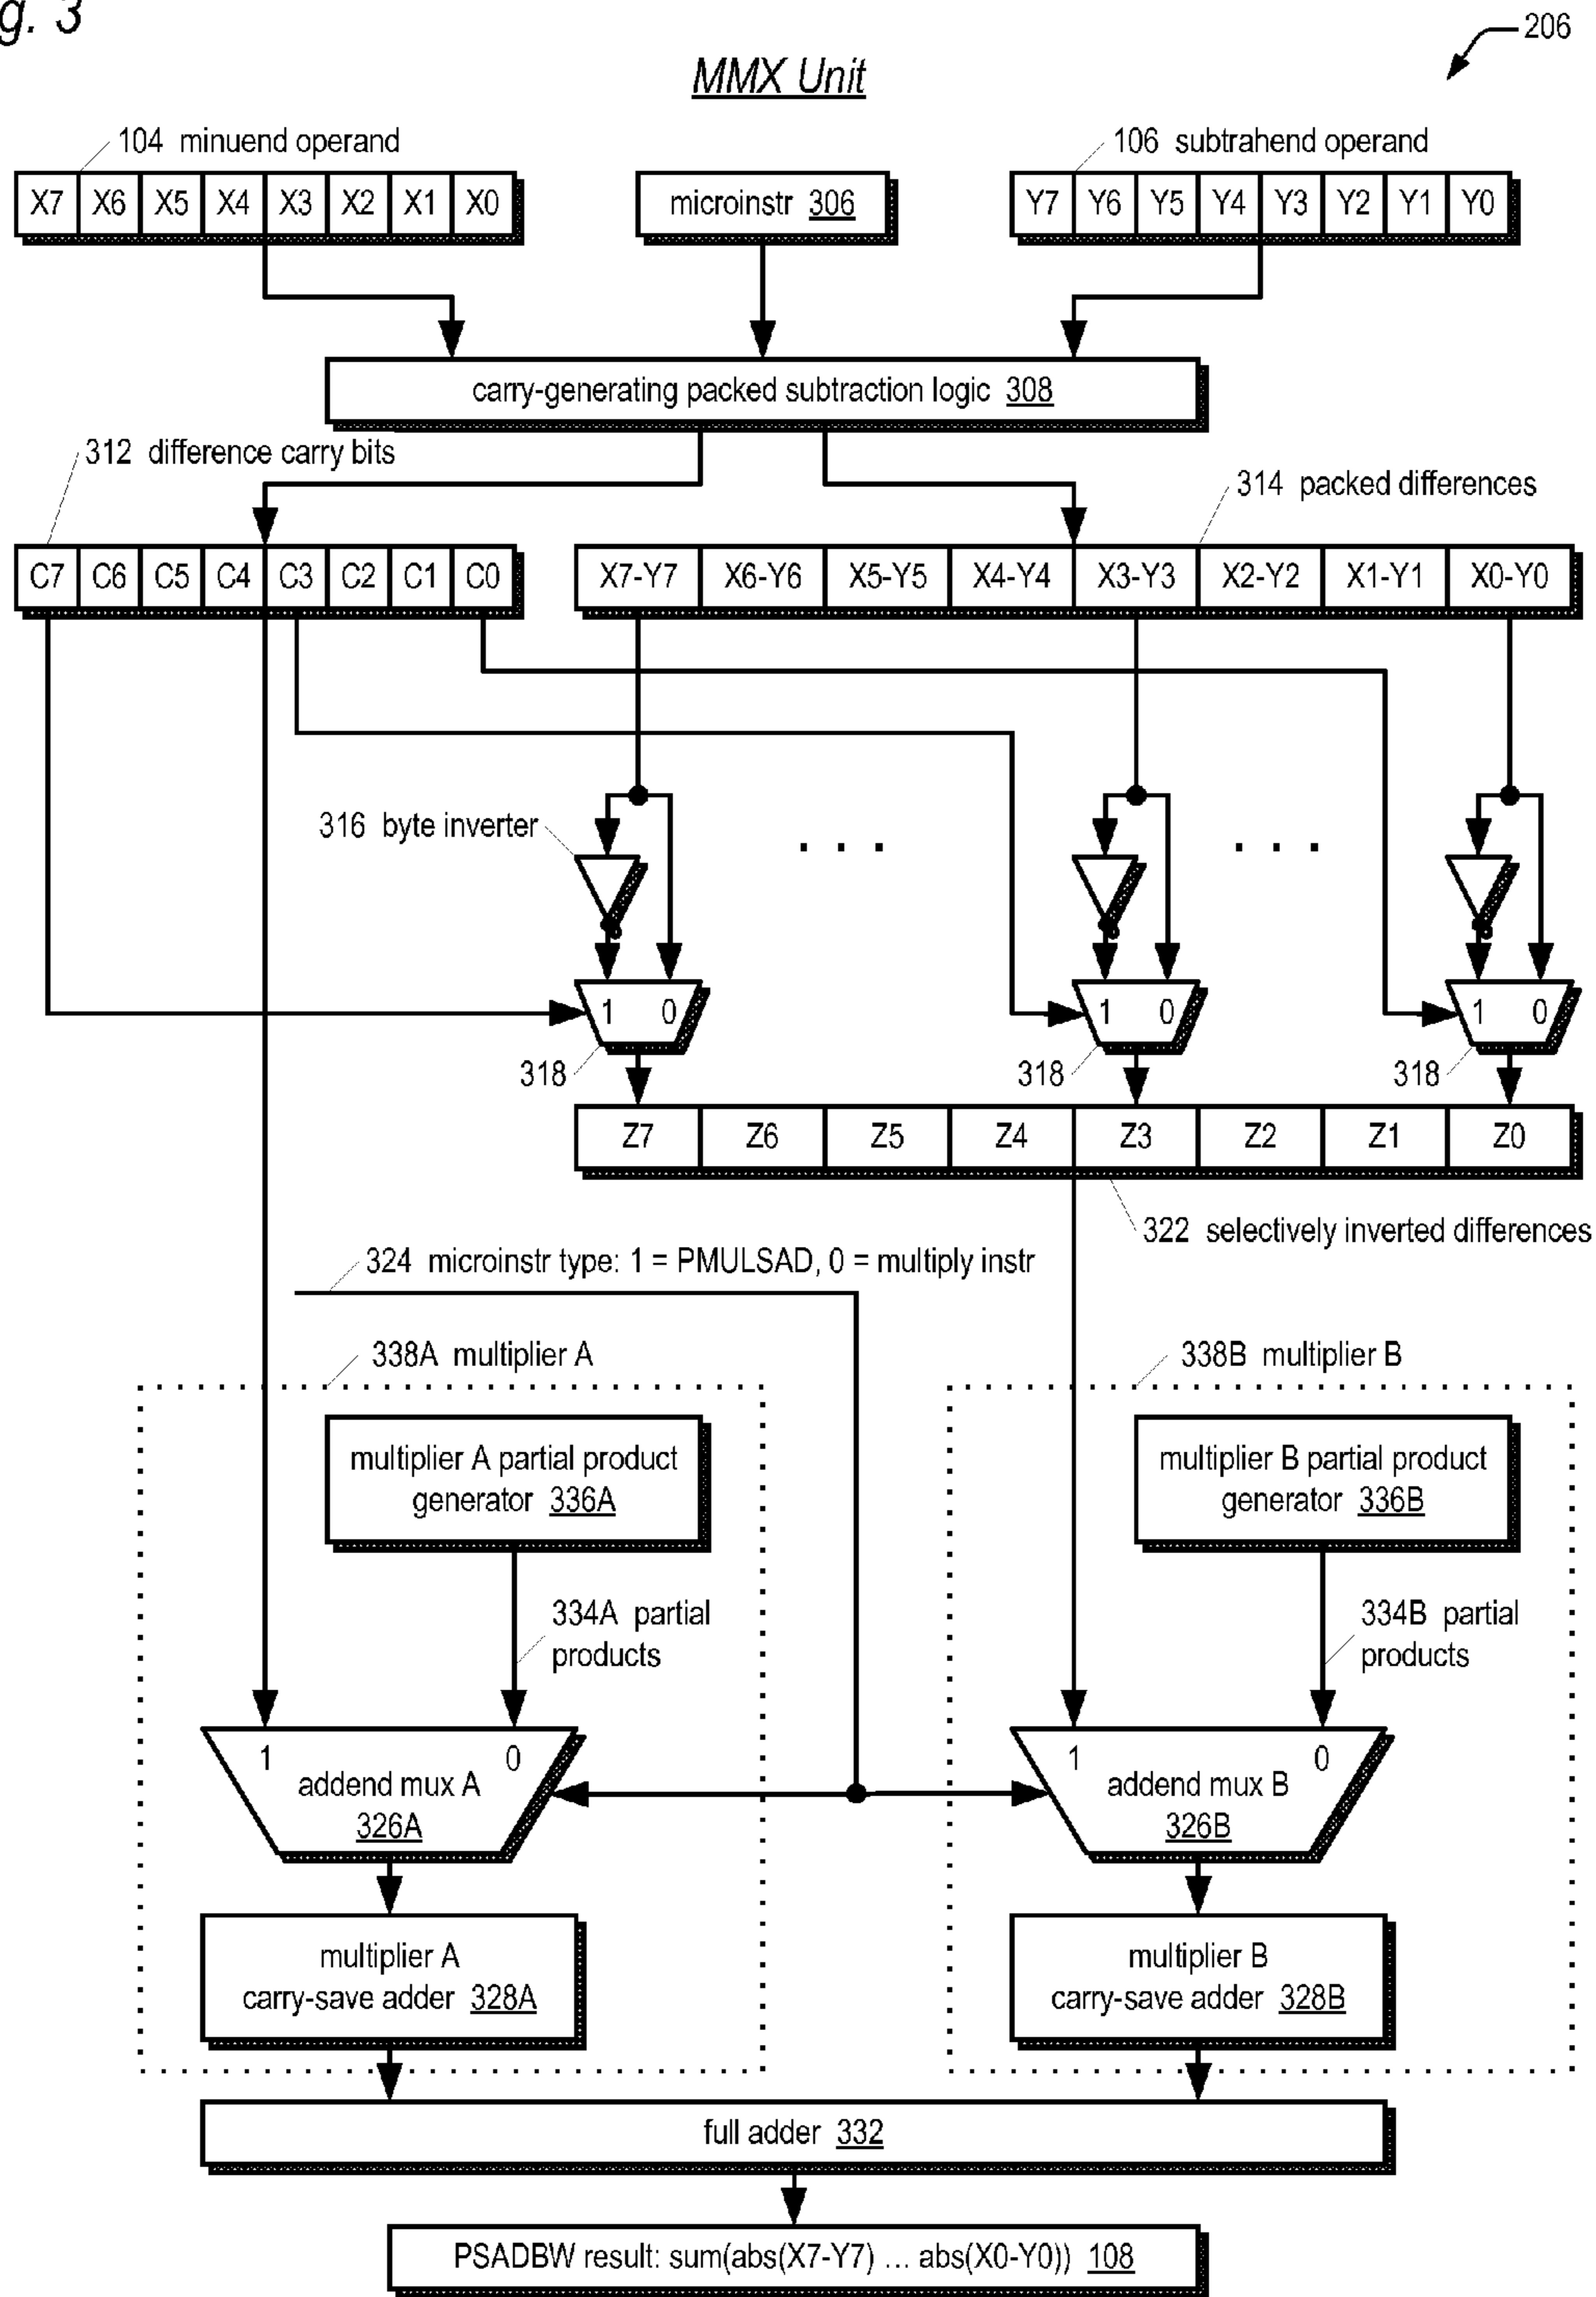 g. 3
206
MMX Unit
104 minuend operand
106 subtrahend operand
X7 X6 X5 X4 X3 X2 X1 X0
microinstr 306
Y7 Y6 Y5 Y4 Y3 Y2 Y1 Y0
carry-generating packed subtraction logic 308
312 difference carry bits
314 packed differences
C7 C6 C5 C4 C3 C2 C1 C0
X7-Y7 X6-Y6 X5-Y5 X4-Y4 X3-Y3 X2-Y2 X1-Y1 X0-Y0
316 byte inverter
. . .
. . .
1 0
1 0
1 0
318
318
318
Z7 Z6 Z5 Z4 Z3 Z2 Z1 Z0
322 selectively inverted differences
324 microinstr type: 1 = PMULSAD, 0 = multiply instr
338A multiplier A
338B multiplier B
multiplier A partial product
generator 336A
multiplier B partial product
generator 336B
334A partial
products
334B partial
products
1 0
addend mux A
326A
1 0
addend mux B
326B
multiplier A
carry-save adder 328A
multiplier B
carry-save adder 328B
full adder 332
PSADBW result: sum(abs(X7-Y7) ... abs(X0-Y0)) 108